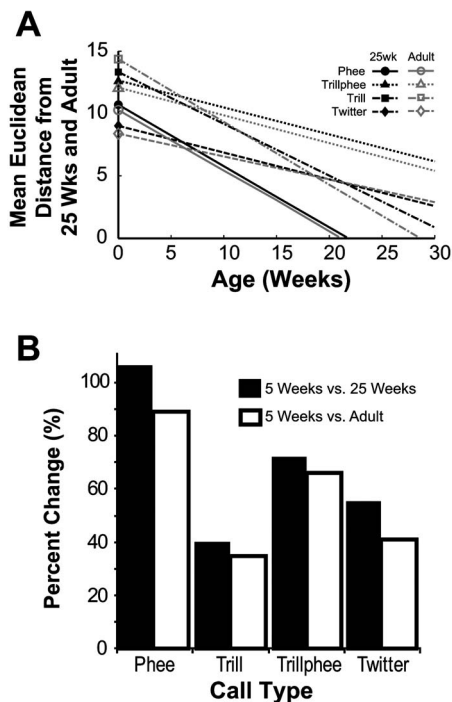 A
15
10
5
0
Mean Euclidean
Distance from
25 Wks and Adult
25wk Adult
Phee
Trillphee
Trill
Twitter
0 5 10 15 20 25 30
Age (Weeks)
B
100
80
60
40
20
0
Percent Change (%)
5 Weeks vs. 25 Weeks
5 Weeks vs. Adult
Phee Trill Trillphee Twitter
Call Type